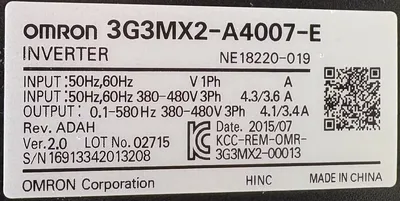 OMRON 3G3MX2-A4007-E
INVERTER NE18220-019
INPUT: 50Hz,60Hz V 1Ph A
INPUT: 50Hz,60Hz 380-480V 3Ph 4.3/3.6 A
OUTPUT: 0.1-580 Hz 380-480V 3Ph 4.1/3.4A
Rev. ADAH Date: 2015/07
Ver.2.0 LOT No. 02715 KCC-REM-OMR-
S/N 16913342013208 3G3MX2-00013
OMRON Corporation HINC MADE IN CHINA